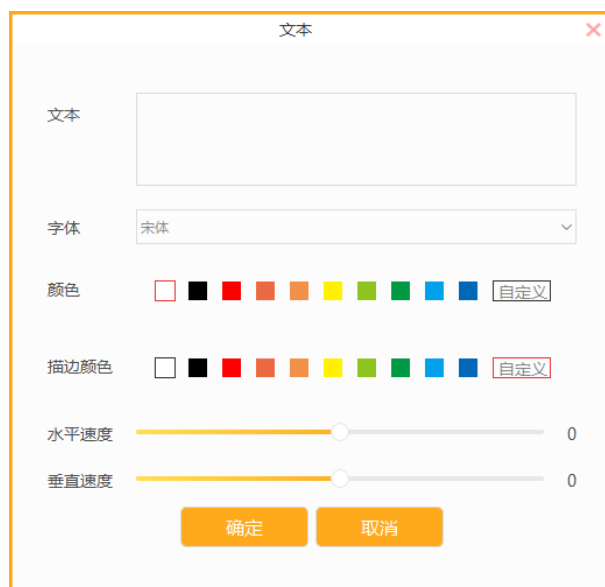 文本
文本
字体 宋体
颜色 自定义
描边颜色 自定义
水平速度 0
垂直速度 0
确定 取消